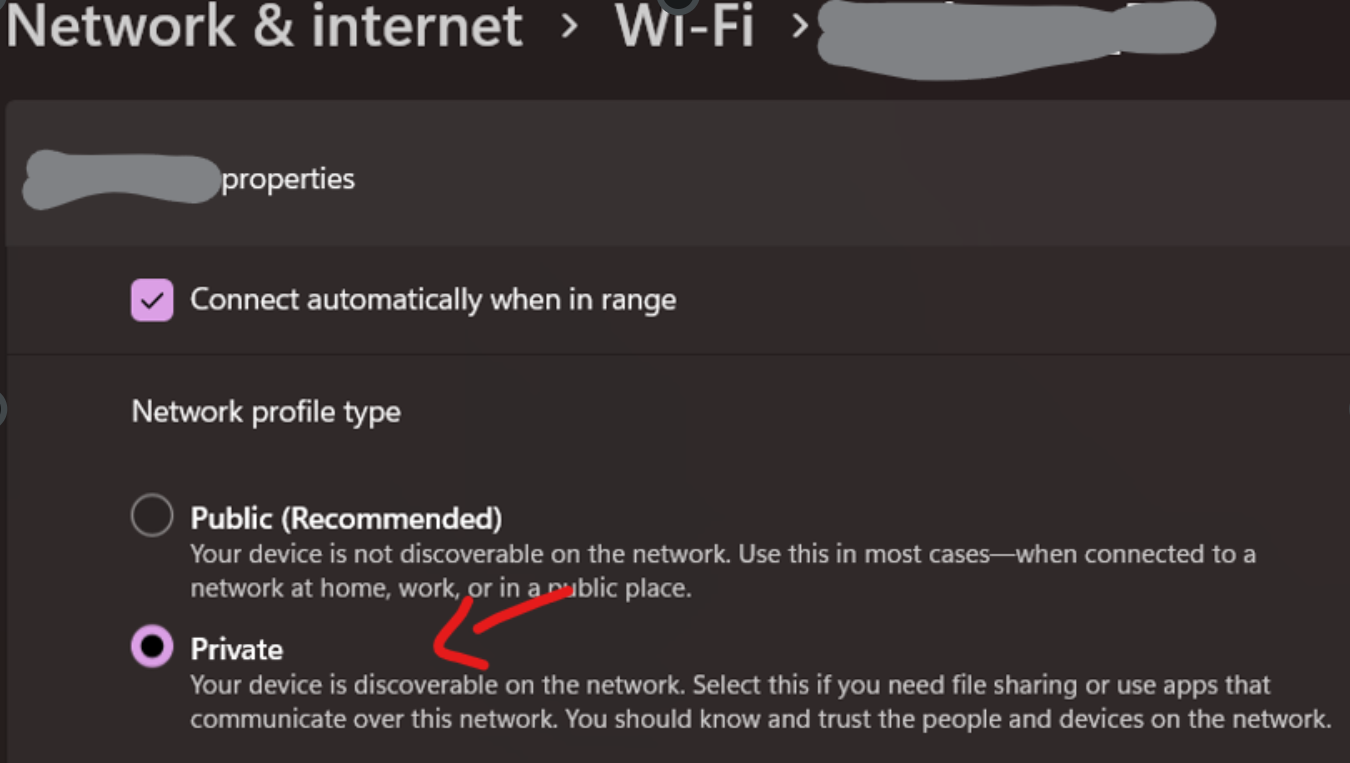 Network & internet › Wi-Fi ›
properties
Connect automatically when in range
Network profile type
Public (Recommended)
Your device is not discoverable on the network. Use this in most cases—when connected to a
network at home, work, or in a public place.
Private
Your device is discoverable on the network. Select this if you need file sharing or use apps that
communicate over this network. You should know and trust the people and devices on the network.